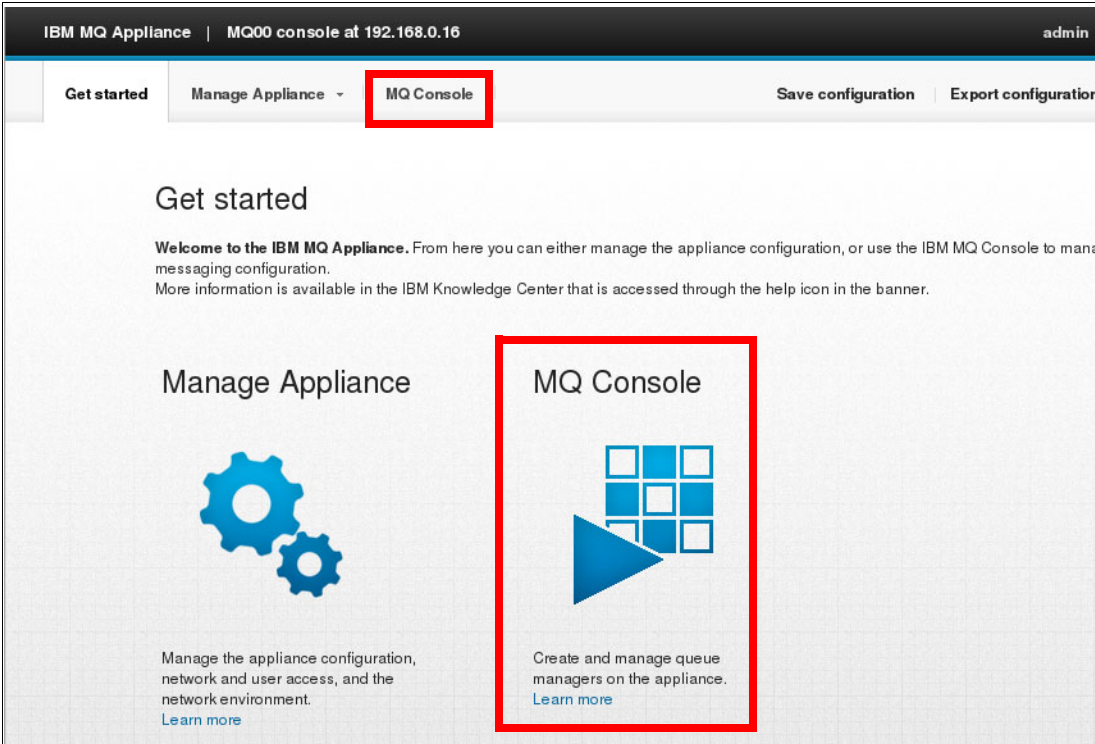 IBM MQ Appliance | MQ00 console at 192.168.0.16 admin
Get started Manage Appliance MQ Console Save configuration Export configuration
Get started
Welcome to the IBM MQ Appliance. From here you can either manage the appliance configuration, or use the IBM MQ Console to mana
messaging configuration.
More information is available in the IBM Knowledge Center that is accessed through the help icon in the banner.
Manage Appliance MQ Console
Manage the appliance configuration,
network and user access, and the
network environment.
Learn more
Create and manage queue
managers on the appliance.
Learn more